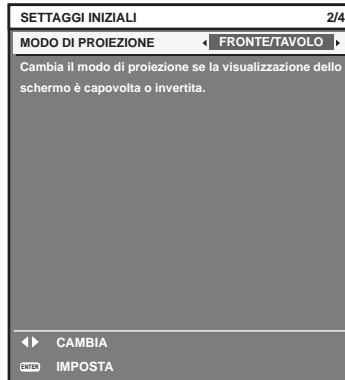 SETTAGGI INIZIALI 2/4
MODO DI PROIEZIONE FRONTE/TAVOLO
Cambia il modo di proiezione se la visualizzazione dello
schermo è capovolta o invertita.
CAMBIA
ENTER IMPOSTA